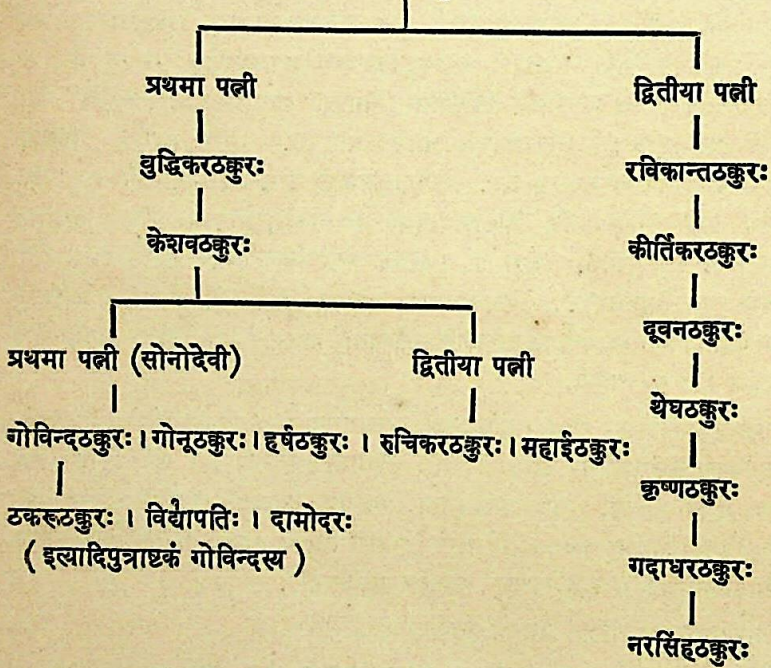 प्रथमा पत्नी द्वितीया पत्नी
बुद्धिकरठक्कुरः रविकान्तठक्कुरः
केशवठक्कुरः कीर्तिकरठक्कुरः
दूवनठक्कुरः
प्रथमा पत्नी (सोनोदेवी) द्वितीया पत्नी
थेघठक्कुरः
गोविन्दठक्कुरः । गोनूठक्कुरः । हर्षठक्कुरः । रुचिकरठक्कुरः । महाईठक्कुरः
कृष्णठक्कुरः
ठकरूठक्कुरः । विद्यापतिः । दामोदरः
( इत्यादिपुत्राष्टकं गोविन्दस्य )
गदाधरठक्कुरः
नरसिंहठक्कुरः